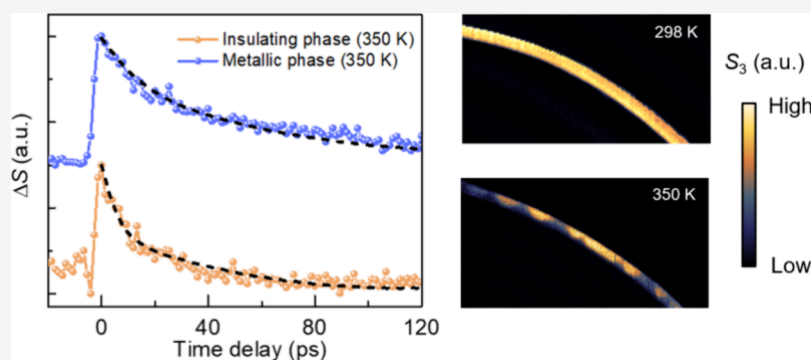 ΔS (a.u.)
Insulating phase (350 K)
Metallic phase (350 K)
0
40
80
120
Time delay (ps)
298 K
350 K
S₃ (a.u.)
High
Low